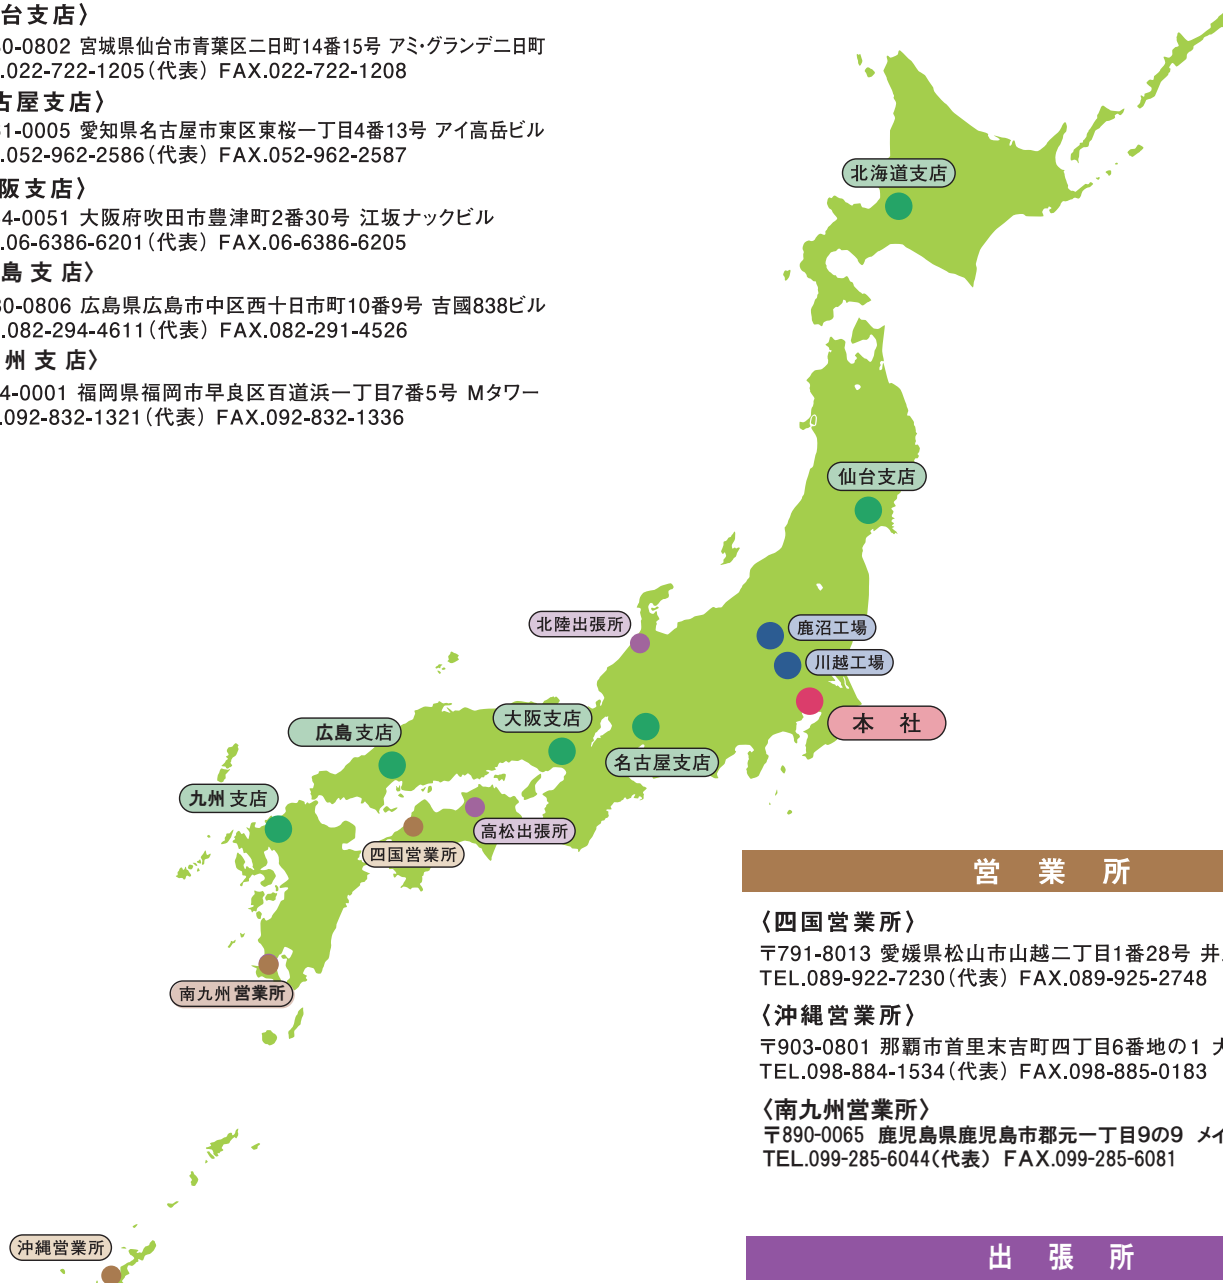 台支店〉
0-0802 宮城県仙台市青葉区二日町14番15号 アミ・グランデ二日町
.022-722-1205(代表) FAX.022-722-1208
古屋支店〉
1-0005 愛知県名古屋市東区東桜一丁目4番13号 アイ高岳ビル
.052-962-2586(代表) FAX.052-962-2587
阪支店〉
4-0051 大阪府吹田市豊津町2番30号 江坂ナックビル
.06-6386-6201(代表) FAX.06-6386-6205
島支店〉
0-0806 広島県広島市中区西十日市町10番9号 吉國838ビル
.082-294-4611(代表) FAX.082-291-4526
州支店〉
4-0001 福岡県福岡市早良区百道浜一丁目7番5号 Mタワー
.092-832-1321(代表) FAX.092-832-1336
北海道支店
仙台支店
北陸出張所
鹿沼工場
川越工場
本 社
大阪支店
広島支店
名古屋支店
九州支店
高松出張所
四国営業所
南九州営業所
沖縄営業所
営 業 所
〈四国営業所〉
〒791-8013 愛媛県松山市山越二丁目1番28号 井
TEL.089-922-7230(代表) FAX.089-925-2748
〈沖縄営業所〉
〒903-0801 那覇市首里末吉町四丁目6番地の1
TEL.098-884-1534(代表) FAX.098-885-0183
〈南九州営業所〉
〒890-0065 鹿児島県鹿児島市郡元一丁目9の9 メイ
TEL.099-285-6044(代表) FAX.099-285-6081
出 張 所